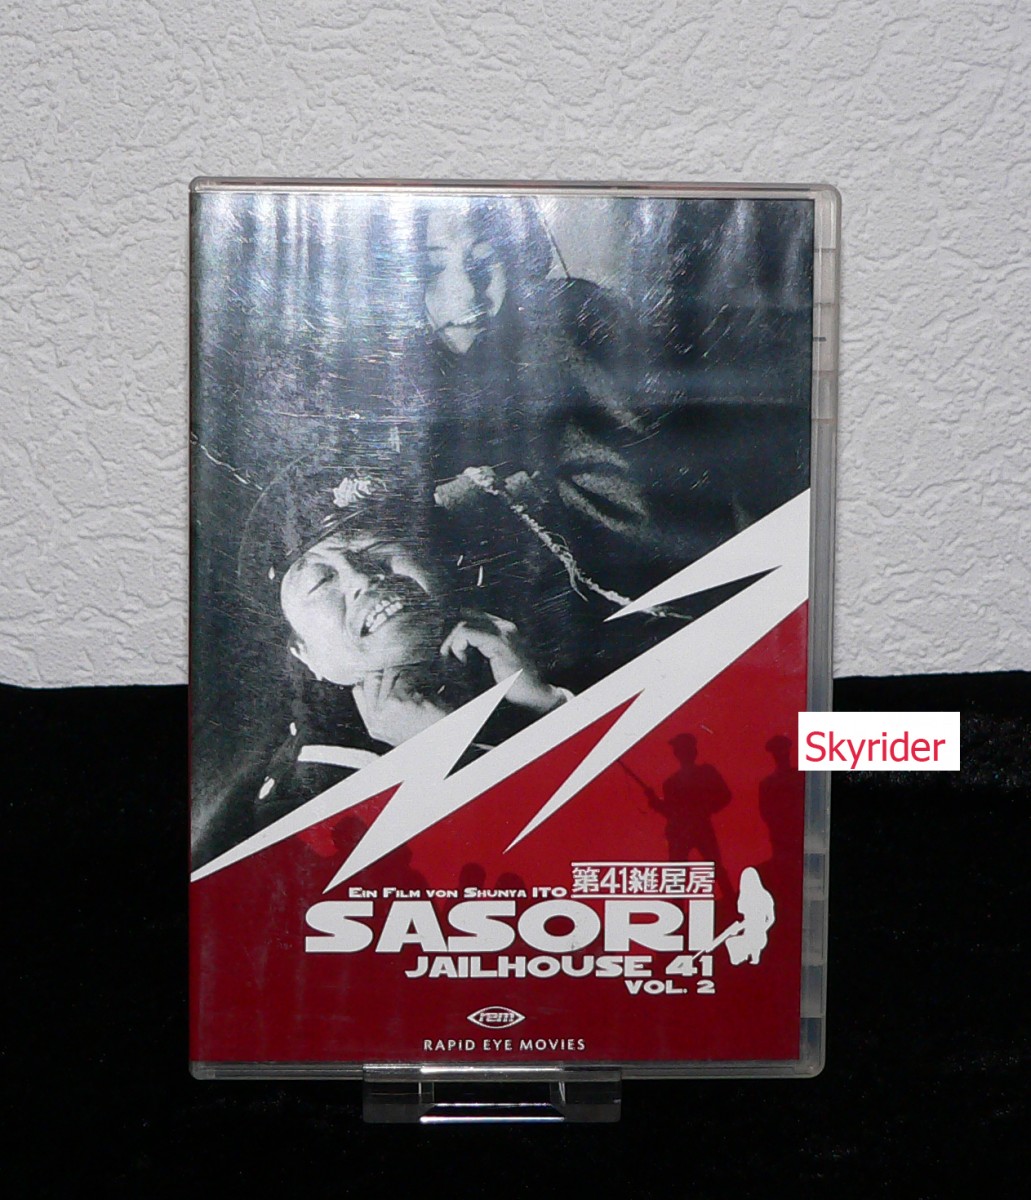 Skyrider
第41雑居房
EIN FILM VON SHUNYA ITO
SASORI
JAILHOUSE 41
VOL. 2
rem
RAPID EYE MOVIES